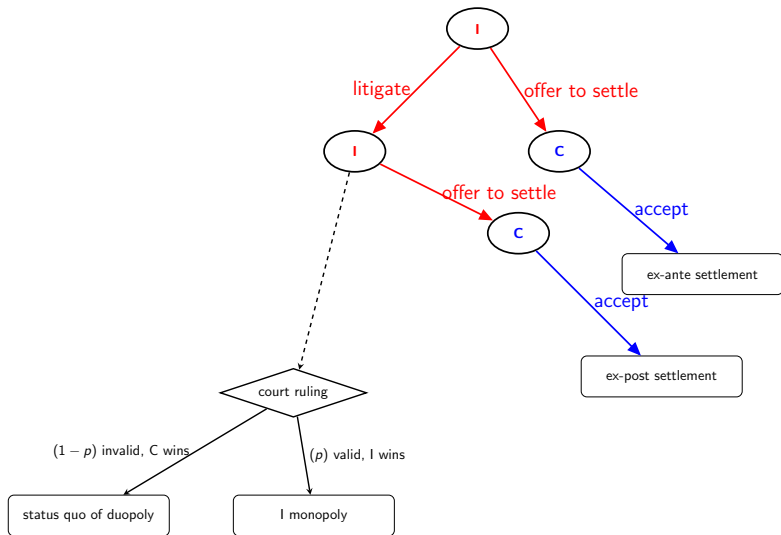 I
litigate
offer to settle
I
C
offer to settle
accept
C
ex-ante settlement
accept
ex-post settlement
court ruling
(1 − p) invalid, C wins
(p) valid, I wins
status quo of duopoly
I monopoly